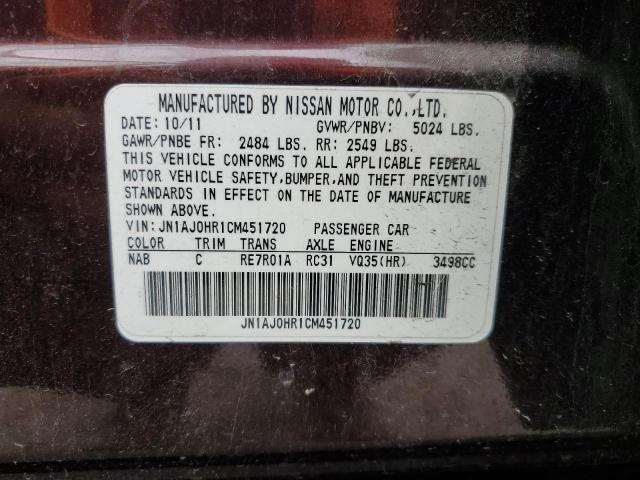 MANUFACTURED BY NISSAN MOTOR CO.,LTD.
DATE: 10/11 GVWR/PNBV: 5024 LBS.
GAWR/PNBE FR: 2484 LBS. RR: 2549 LBS.
THIS VEHICLE CONFORMS TO ALL APPLICABLE FEDERAL
MOTOR VEHICLE SAFETY,BUMPER,AND THEFT PREVENTION
STANDARDS IN EFFECT ON THE DATE OF MANUFACTURE
SHOWN ABOVE.
VIN: JN1AJ0HR1CM451720 PASSENGER CAR
COLOR TRIM TRANS AXLE ENGINE
NAB C RE7R01A RC31 VQ35(HR) 3498CC
JN1AJ0HR1CM451720